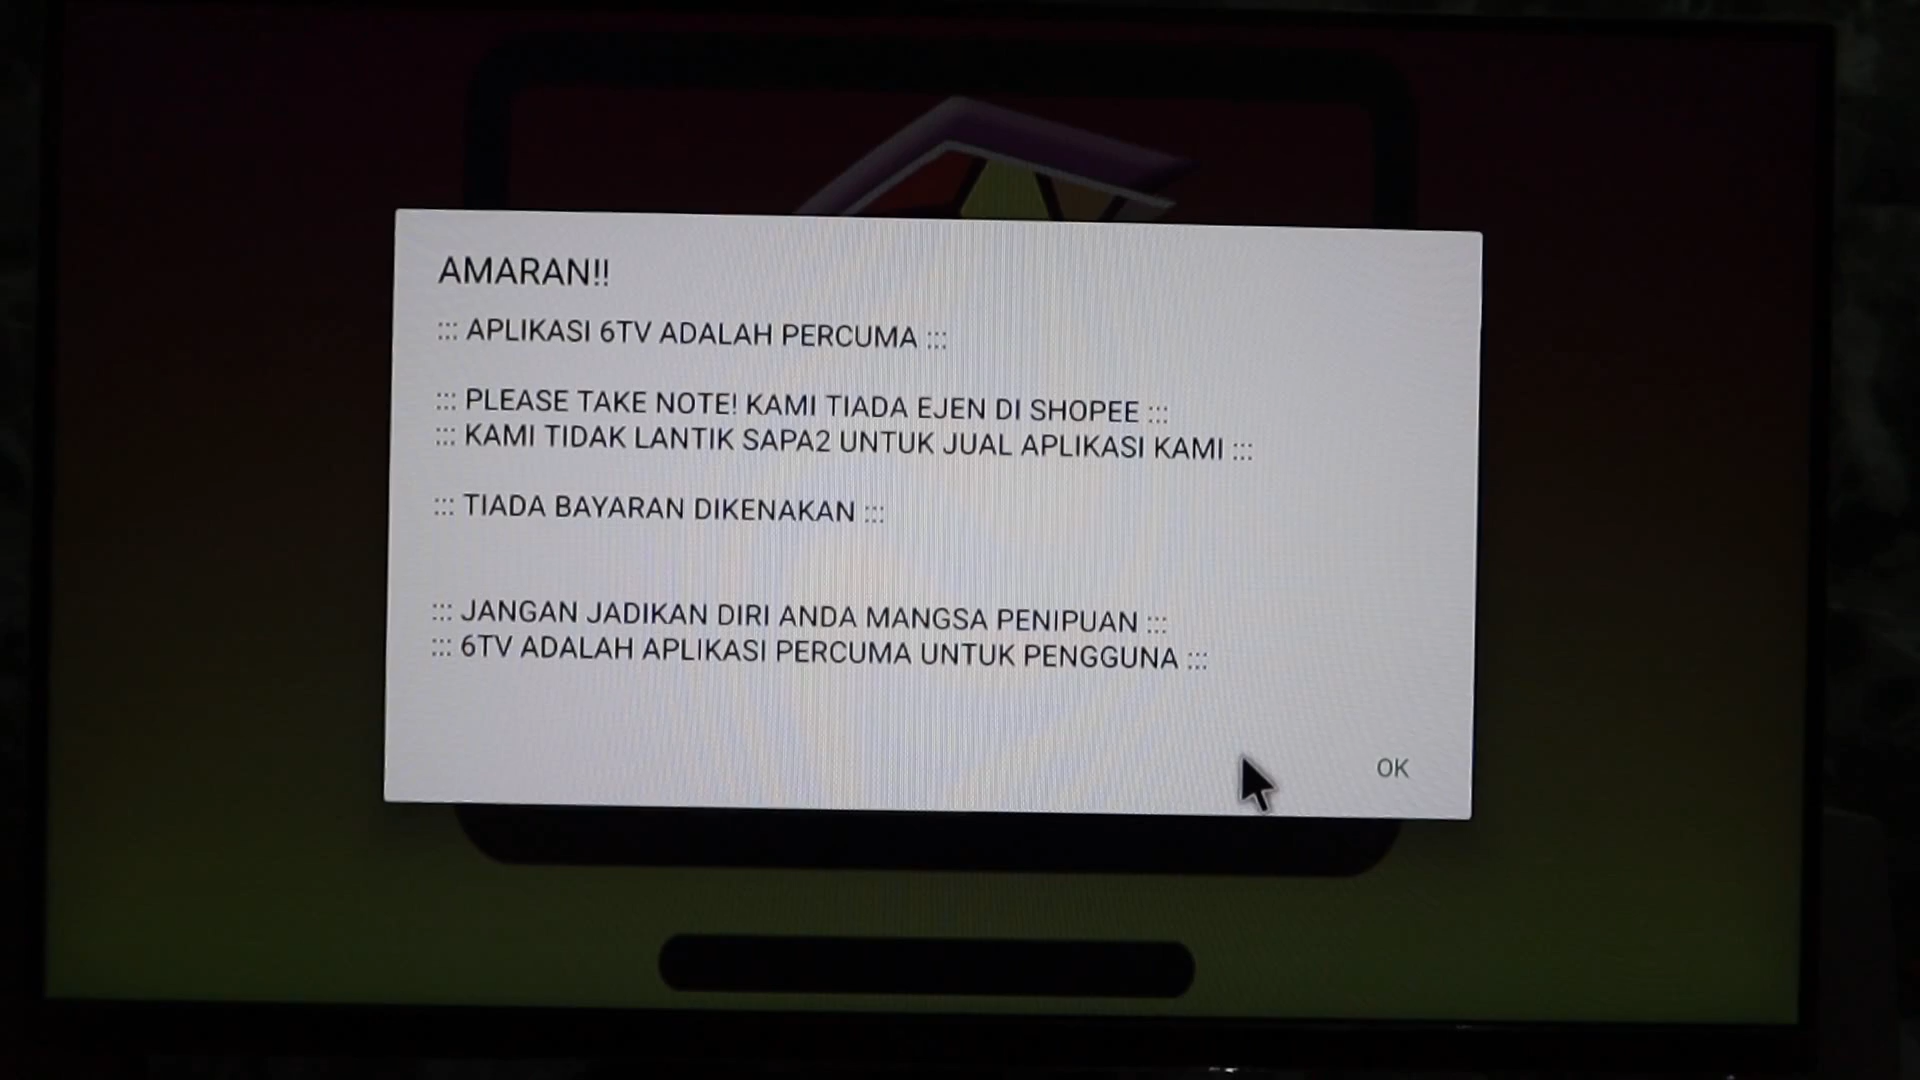 AMARAN!!
::: APLIKASI 6TV ADALAH PERCUMA :::
::: PLEASE TAKE NOTE! KAMI TIADA EJEN DI SHOPEE :::
::: KAMI TIDAK LANTIK SAPA2 UNTUK JUAL APLIKASI KAMI :::
::: TIADA BAYARAN DIKENAKAN :::
::: JANGAN JADIKAN DIRI ANDA MANGSA PENIPUAN :::
::: 6TV ADALAH APLIKASI PERCUMA UNTUK PENGGUNA :::
OK